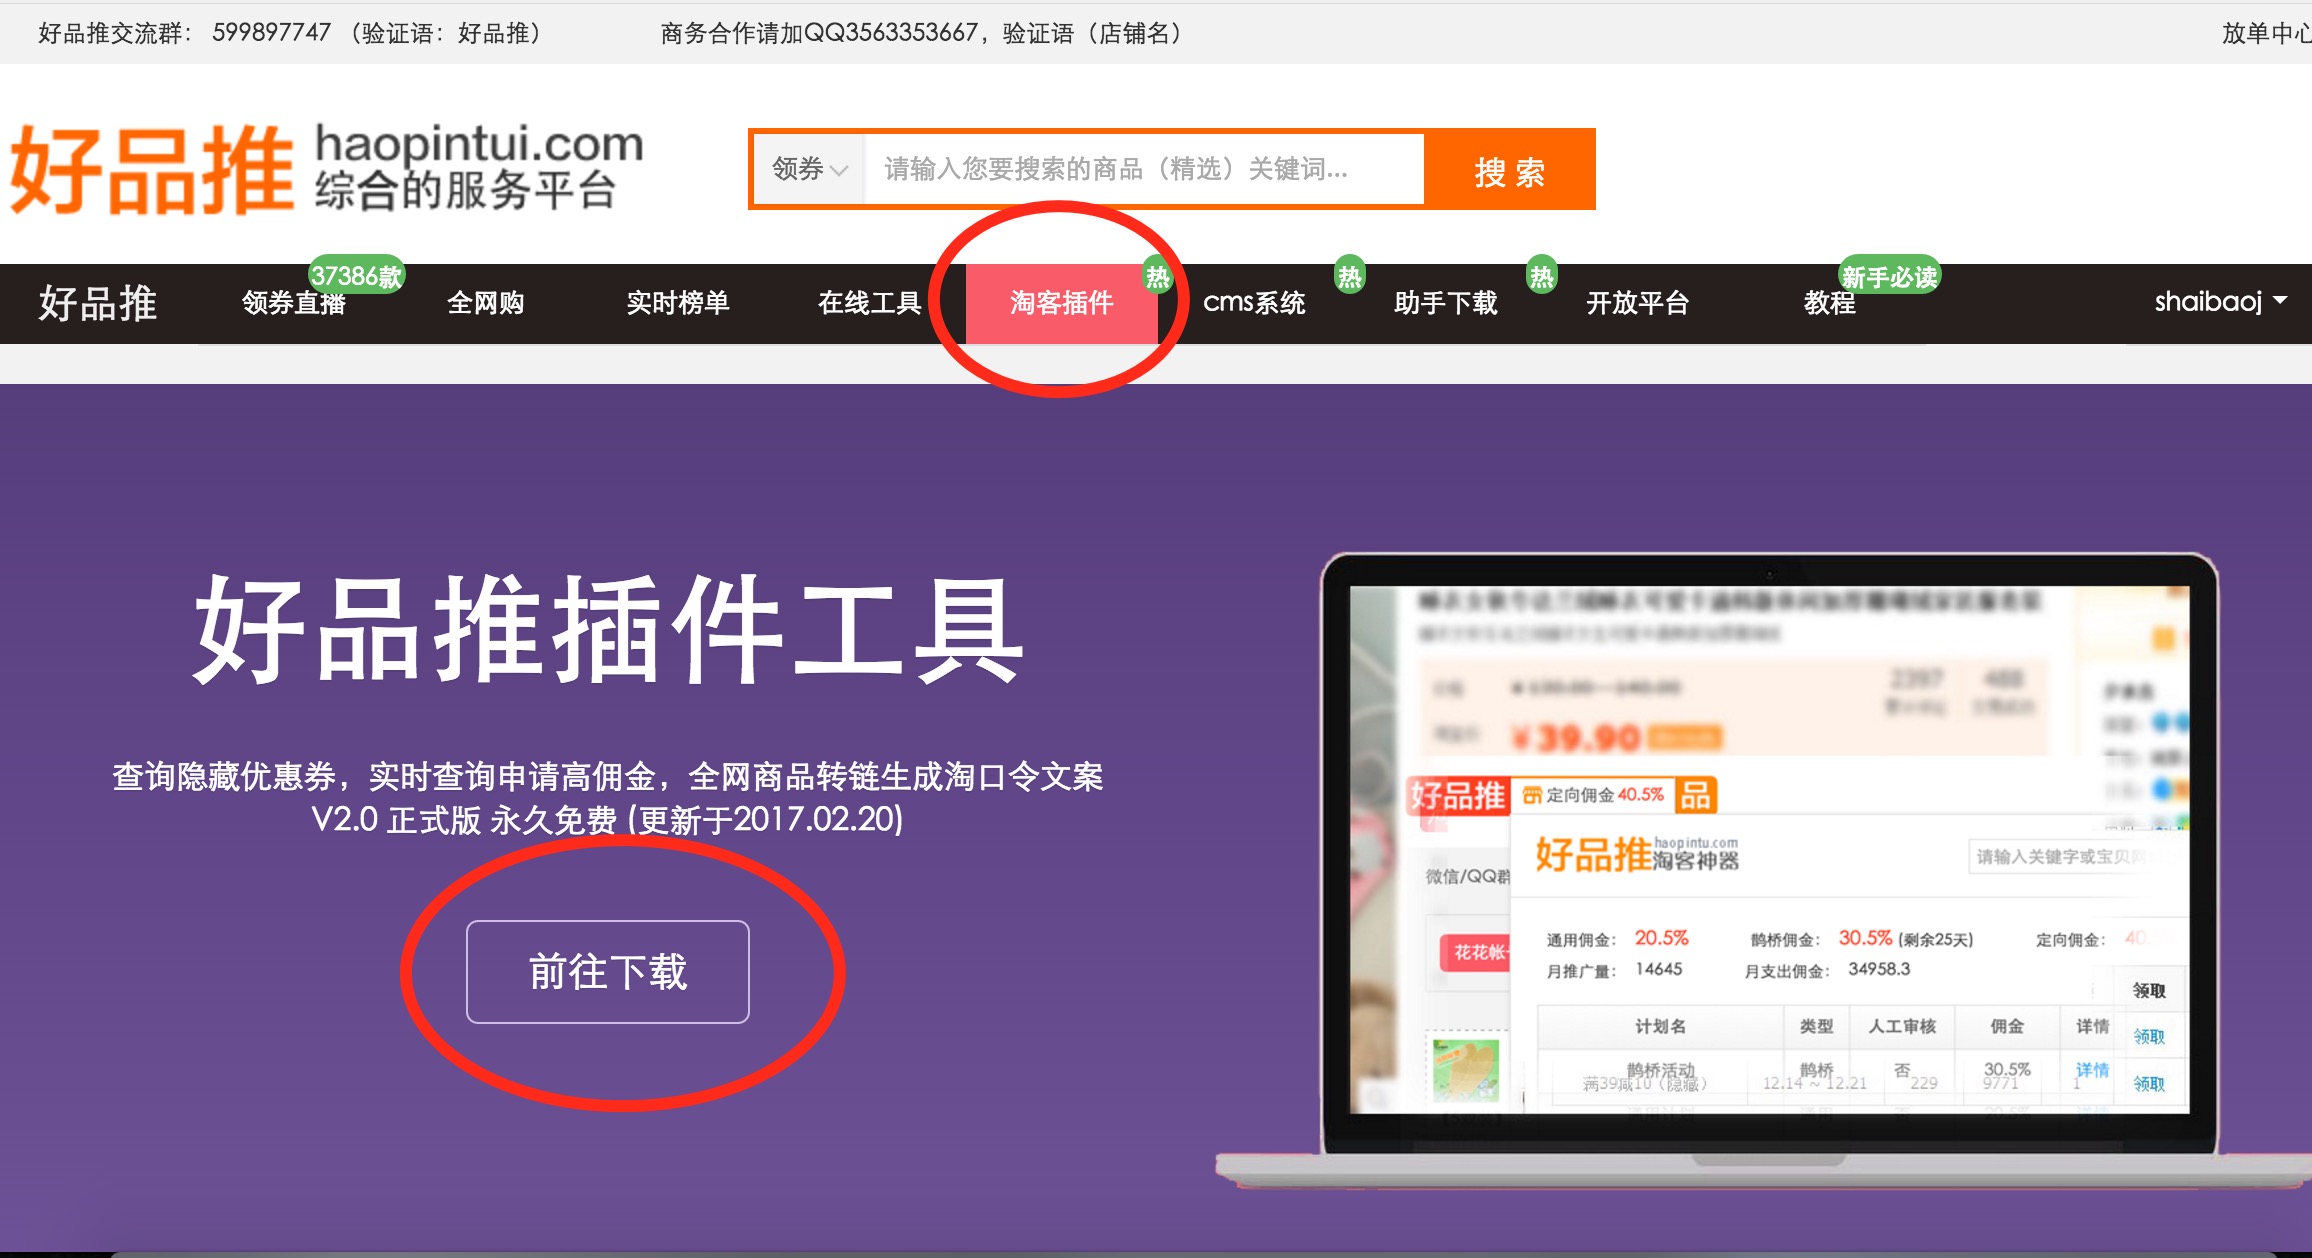 好品推交流群： 599897747 （验证语：好品推）
商务合作请加QQ3563353667，验证语（店铺名）
放单中心
好品推
haopintui.com
综合的服务平台
领券
请输入您要搜索的商品（精选）关键词...
搜 索
好品推
领券直播
37386款
全网购
实时榜单
在线工具
淘客插件
热
cms系统
热
助手下载
热
开放平台
教程
新手必读
shaibaoj
好品推插件工具
查询隐藏优惠券，实时查询申请高佣金，全网商品转链生成淘口令文案
V2.0 正式版 永久免费 (更新于2017.02.20)
前往下载
2397
488
¥39.90
好品推
定向佣金 40.5%
品
好品推
haopintu.com
淘客神器
请输入关键字或宝贝
微信/QQ群
花花帐
通用佣金： 20.5%
鹊桥佣金： 30.5% (剩余25天)
定向佣金： 40.
月推广量： 14645
月支出佣金： 34958.3
领取
计划名 类型 人工审核 佣金 详情
领取
鹊桥活动 鹊桥 否 30.5% 详情
满39减10（隐藏） 12.14 ~ 12.21 229 9771 1 领取